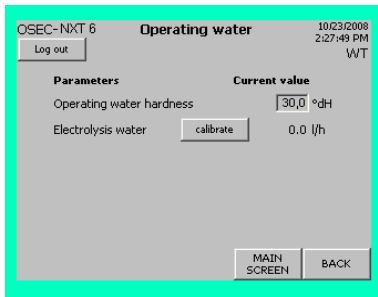 OSEC-NXT 6 Operating water 10/23/2008
2:27:49 PM
Log out WT
Parameters Current value
Operating water hardness 30,0 °dH
Electrolysis water calibrate 0.0 l/h
MAIN
SCREEN BACK